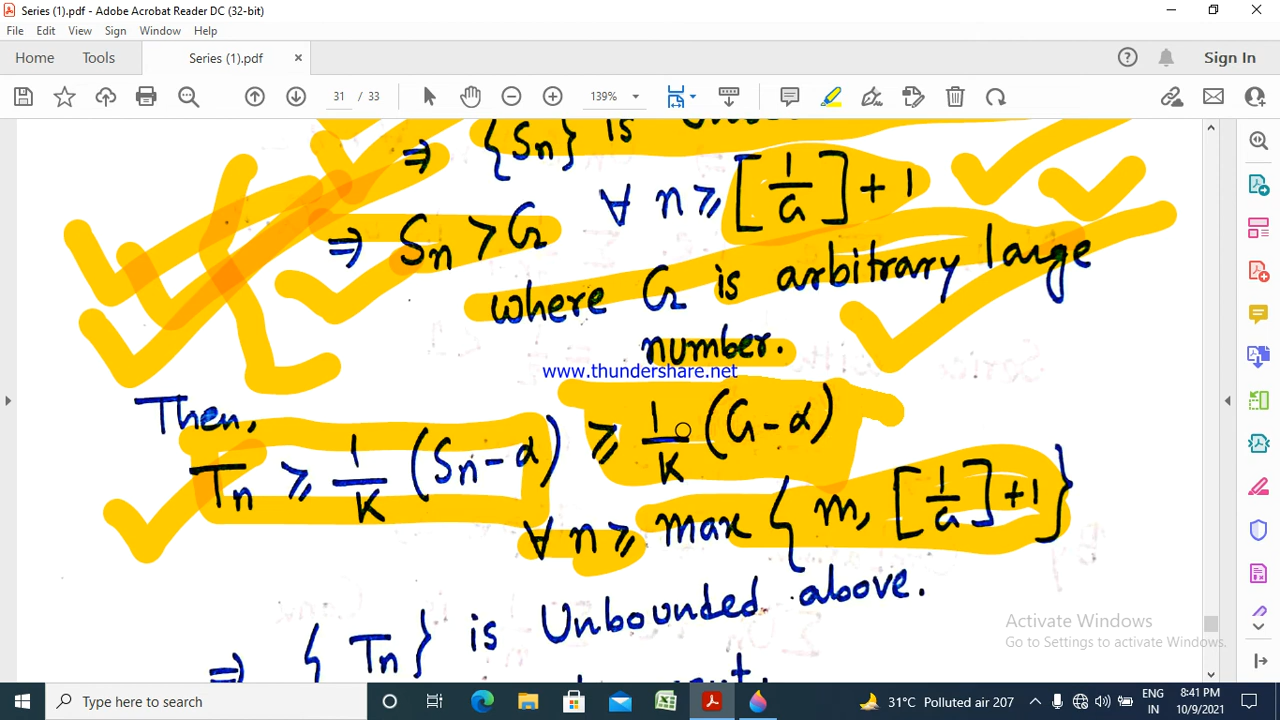 Series (1).pdf - Adobe Acrobat Reader DC (32-bit)
File Edit View Sign Window Help
Home Tools Series (1).pdf × Sign In
31 / 33 139%
⇒ {Sn} is
∀ n ≥ [1/G] + 1
⇒ Sn > G
where G is arbitrary large
number.
www.thundershare.net
Then,
Tn ≥ 1/K (Sn - α) ≥ 1/K (G - α)
∀ n ≥ max { m, [1/G] + 1 }
⇒ { Tn } is Unbounded above.
Activate Windows
Go to Settings to activate Windows.
Type here to search
31°C Polluted air 207
ENG
IN
8:41 PM
10/9/2021